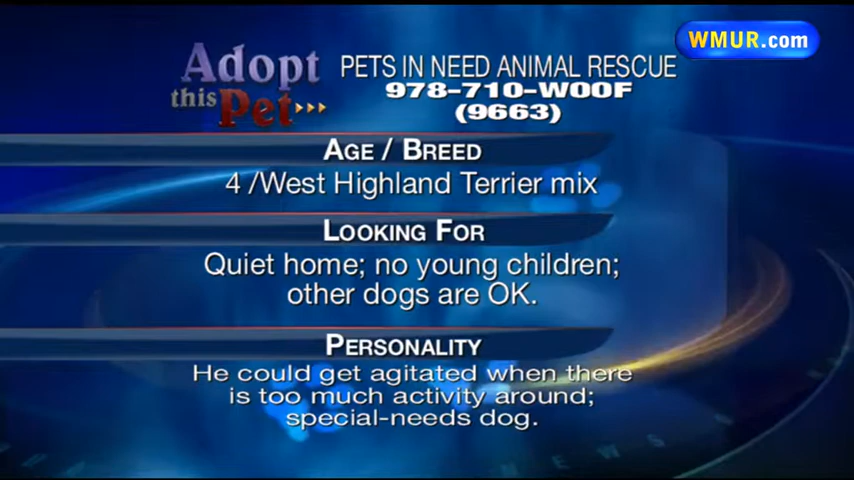 WMUR.com
Adopt
this Pet
PETS IN NEED ANIMAL RESCUE
978-710-WOOF
(9663)
AGE / BREED
4 /West Highland Terrier mix
LOOKING FOR
Quiet home; no young children;
other dogs are OK.
PERSONALITY
He could get agitated when there
is too much activity around;
special-needs dog.
NEWS